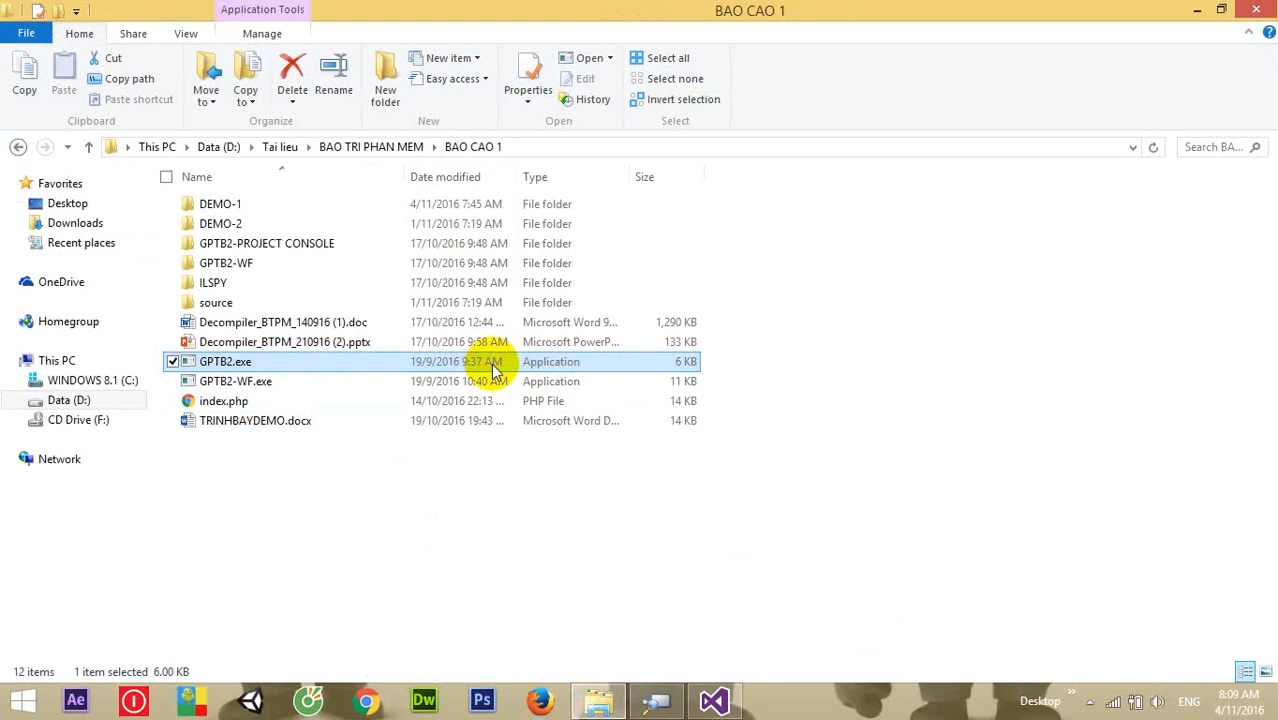 Application Tools
BAO CAO 1
File Home Share View Manage
Copy
Paste
Cut
Copy path
Paste shortcut
Clipboard
Move to
Copy to
Delete
Rename
Organize
New folder
New item
Easy access
New
Properties
Open
Edit
History
Open
Select all
Select none
Invert selection
Select
This PC Data (D:) Tai lieu BAO TRI PHAN MEM BAO CAO 1
Search BA...
Favorites
Desktop
Downloads
Recent places
OneDrive
Homegroup
This PC
WINDOWS 8.1 (C:)
Data (D:)
CD Drive (F:)
Network
Name Date modified Type Size
DEMO-1 4/11/2016 7:45 AM File folder
DEMO-2 1/11/2016 7:19 AM File folder
GPTB2-PROJECT CONSOLE 17/10/2016 9:48 AM File folder
GPTB2-WF 17/10/2016 9:48 AM File folder
ILSPY 17/10/2016 9:48 AM File folder
source 1/11/2016 7:19 AM File folder
Decompiler_BTPM_140916 (1).doc 17/10/2016 12:44 ... Microsoft Word 9... 1,290 KB
Decompiler_BTPM_210916 (2).pptx 17/10/2016 9:58 AM Microsoft PowerP... 133 KB
GPTB2.exe 19/9/2016 9:37 AM Application 6 KB
GPTB2-WF.exe 19/9/2016 10:40 AM Application 11 KB
index.php 14/10/2016 22:13 ... PHP File 14 KB
TRINHBAYDEMO.docx 19/10/2016 19:43 ... Microsoft Word D... 14 KB
12 items 1 item selected 6.00 KB
Ae
Dw
Ps
Desktop
ENG
8:09 AM
4/11/2016